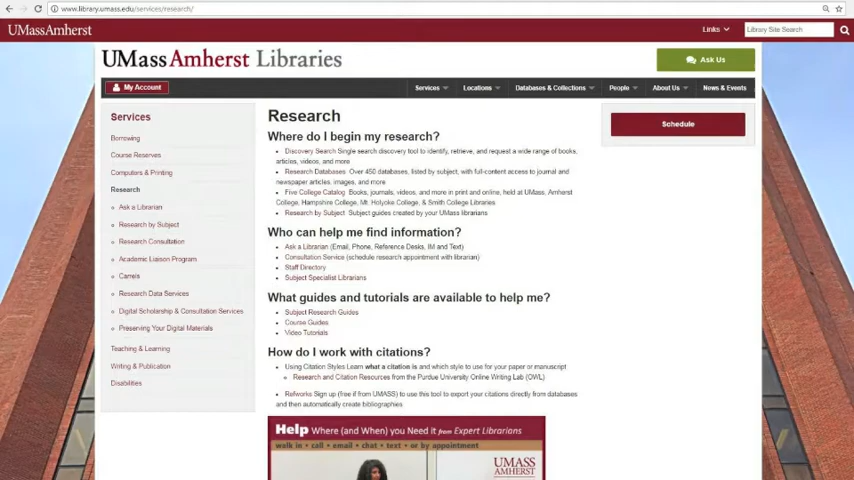 www.library.umass.edu/services/research/
UMassAmherst
Links
Library Site Search
UMassAmherst Libraries
Ask Us
My Account
Services
Locations
Databases & Collections
People
About Us
News & Events
Services
Borrowing
Course Reserves
Computers & Printing
Research
Ask a Librarian
Research by Subject
Research Consultation
Academic Liaison Program
Carrels
Research Data Services
Digital Scholarship & Consultation Services
Preserving Your Digital Materials
Teaching & Learning
Writing & Publication
Disabilities
Research
Where do I begin my research?
Discovery Search Single search discovery tool to identify, retrieve, and request a wide range of books,
articles, videos, and more
Research Databases Over 450 databases, listed by subject, with full-content access to journal and
newspaper articles, images, and more
Five College Catalog Books, journals, videos, and more in print and online, held at UMass, Amherst
College, Hampshire College, Mt. Holyoke College, & Smith College Libraries
Research by Subject Subject guides created by your UMass librarians
Who can help me find information?
Ask a Librarian (Email, Phone, Reference Desks, IM and Text)
Consultation Service (schedule research appointment with librarian)
Staff Directory
Subject Specialist Librarians
What guides and tutorials are available to help me?
Subject Research Guides
Course Guides
Video Tutorials
How do I work with citations?
Using Citation Styles Learn what a citation is and which style to use for your paper or manuscript
Research and Citation Resources from the Purdue University Online Writing Lab (OWL)
Refworks Sign up (free if from UMASS) to use this tool to export your citations directly from databases
and then automatically create bibliographies
Help Where (and When) you Need it from Expert Librarians
walk in • call • email • chat • text • or by appointment
UMASS
AMHERST
Schedule